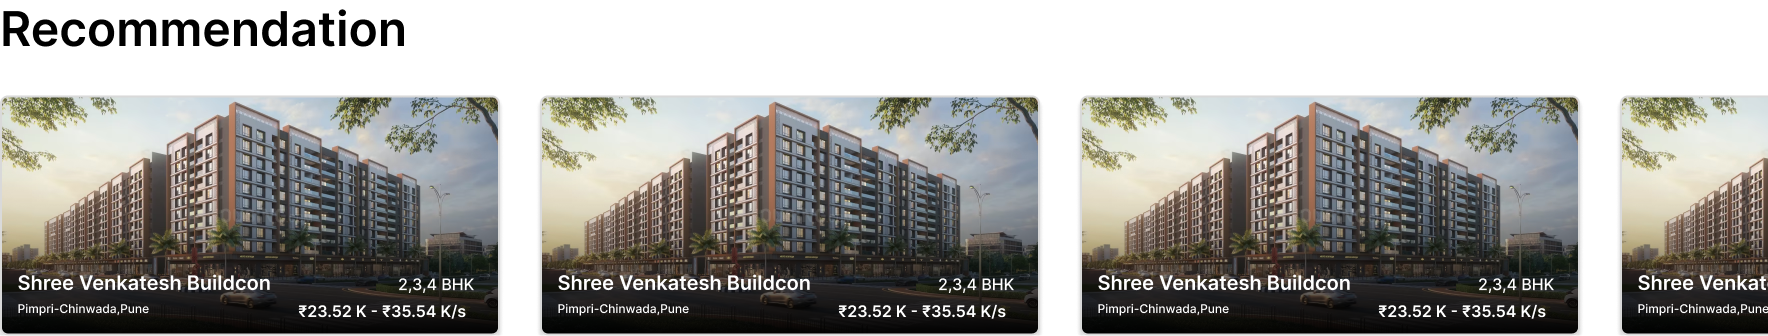 Recommendation
Shree Venkatesh Buildcon 2,3,4 BHK
Pimpri-Chinwada,Pune ₹23.52 K - ₹35.54 K/s
Shree Venkatesh Buildcon 2,3,4 BHK
Pimpri-Chinwada,Pune ₹23.52 K - ₹35.54 K/s
Shree Venkatesh Buildcon 2,3,4 BHK
Pimpri-Chinwada,Pune ₹23.52 K - ₹35.54 K/s
Shree Venkat
Pimpri-Chinwada,Pune